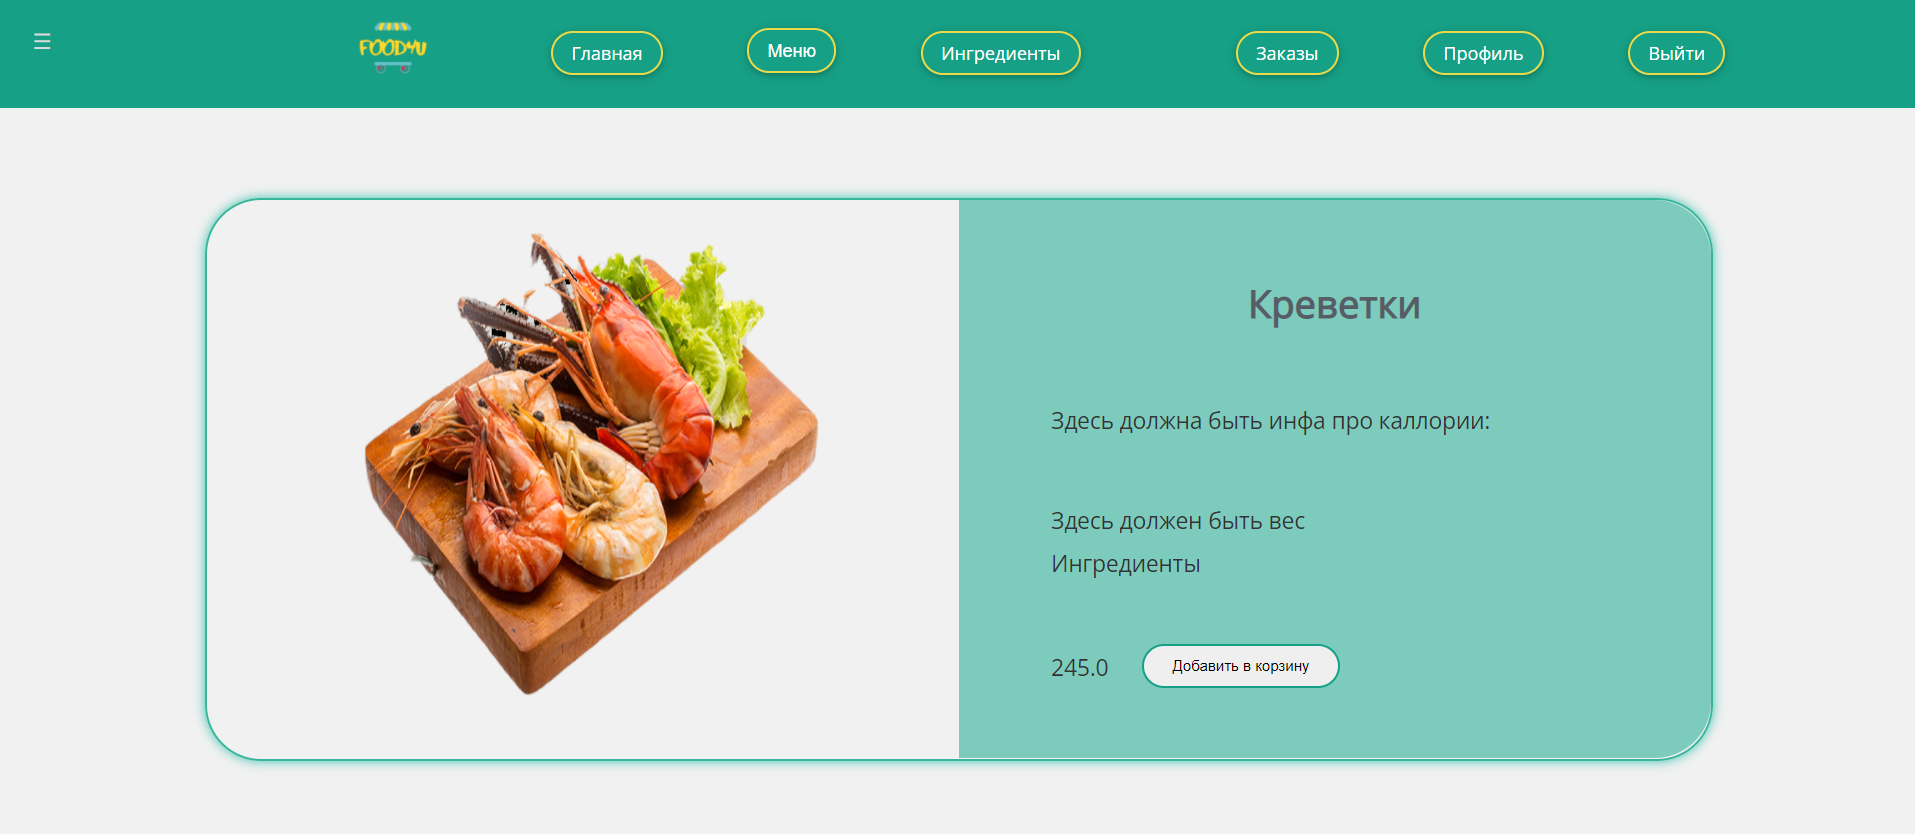 ☰
FOOD4U
Главная
Меню
Ингредиенты
Заказы
Профиль
Выйти
Креветки
Здесь должна быть инфа про каллории:
Здесь должен быть вес
Ингредиенты
245.0
Добавить в корзину